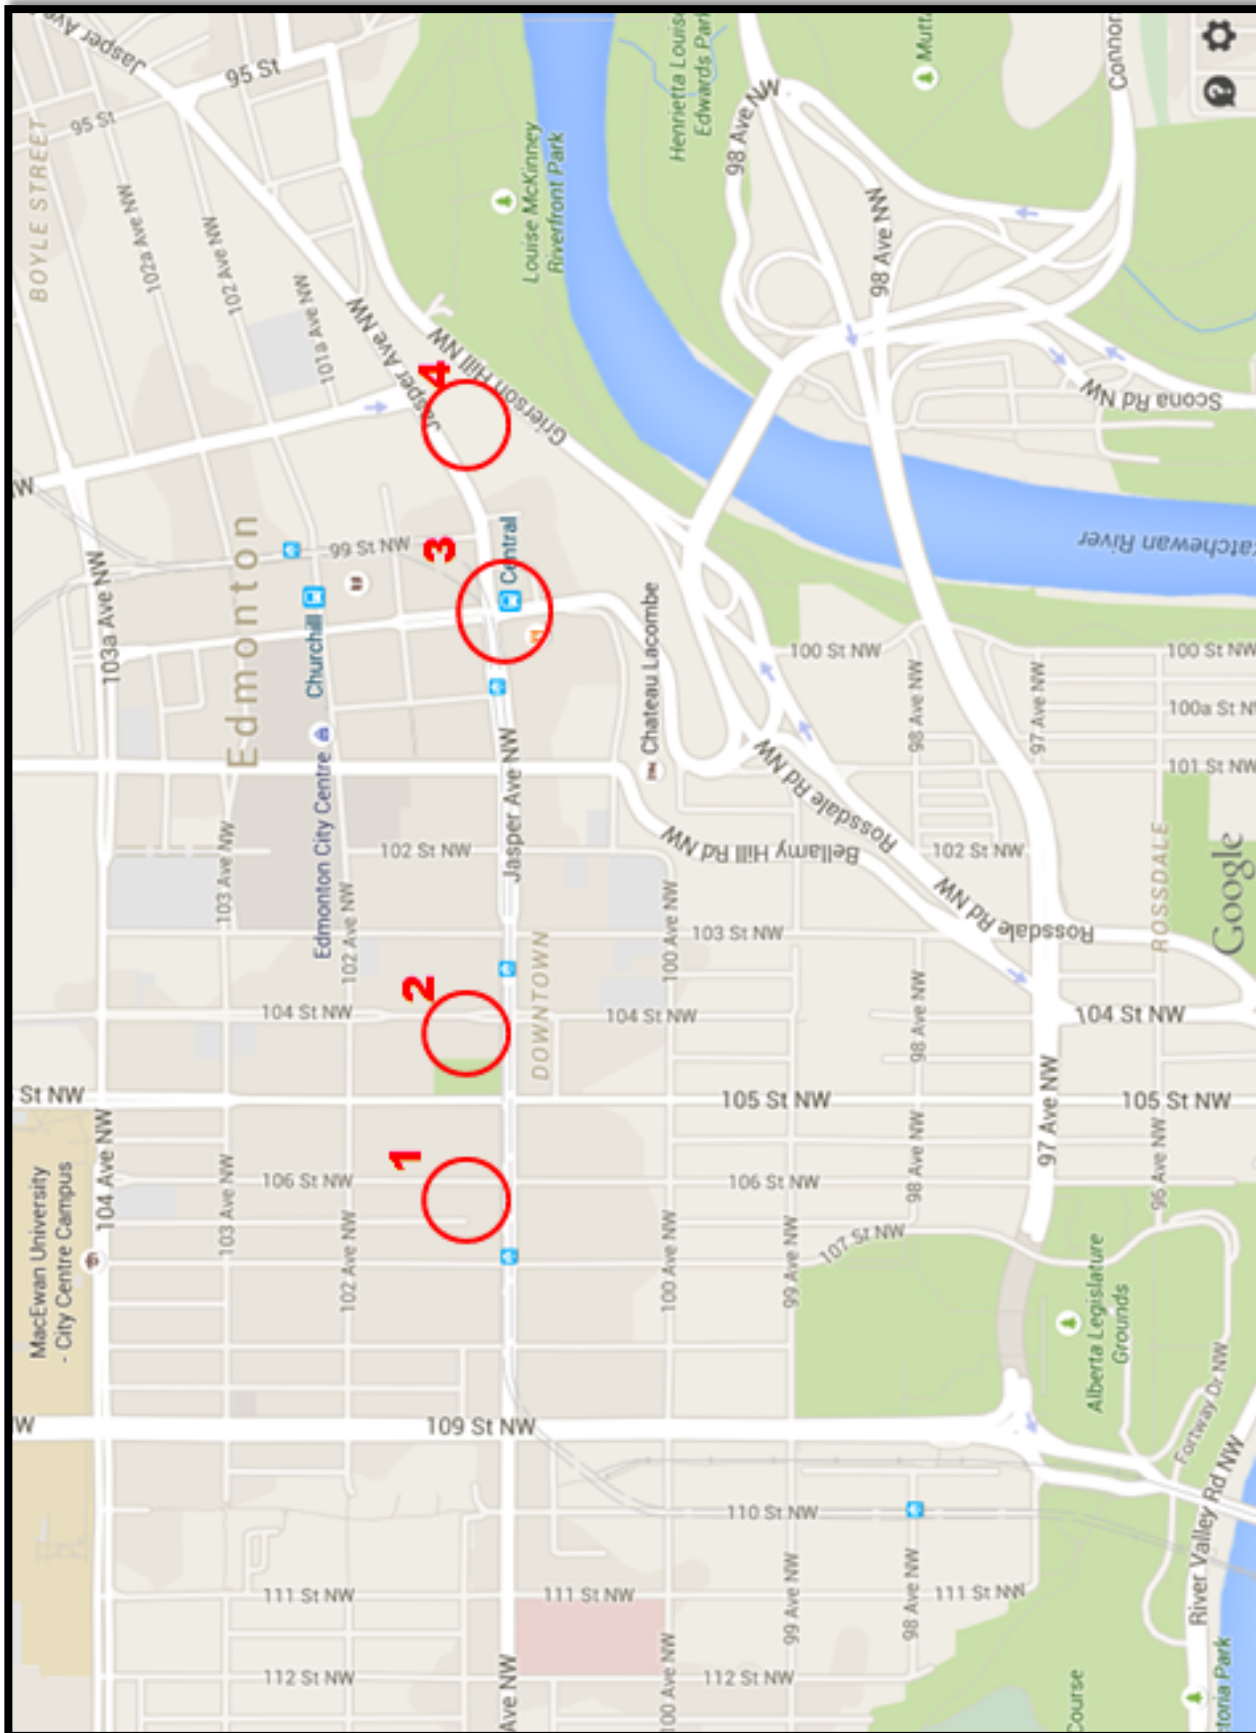 W
St NW
W
MacEwan University
- City Centre Campus
BOYLE STREET
Jasper Ave NW
104 Ave NW
103a Ave NW
95 St
95 St
102a Ave NW
103 Ave NW
103 Ave NW
102 Ave NW
Edmonton
112 St NW
111 St NW
106 St NW
104 St NW
Churchill
101a Ave NW
Edmonton City Centre
102 Ave NW
102 Ave NW
99 St NW
Jasper Ave NW
1
2
3
4
102 St NW
109 St NW
Ave NW
Jasper Ave NW
Central
Grierson Hill NW
DOWNTOWN
Louise McKinney
Riverfront Park
111 St NW
104 St NW
Chateau Lacombe
100 Ave NW
100 Ave NW
100 Ave NW
Bellamy Hill Rd NW
Henrietta Louise
Edwards Park
112 St NW
110 St NW
106 St NW
105 St NW
103 St NW
98 Ave NW
99 Ave NW
99 Ave NW
Rossdale Rd NW
100 St NW
107 St NW
98 Ave NW
98 Ave NW
98 Ave NW
98 Ave NW
98 Ave NW
98 Ave NW
Mutt
111 St NW
102 St NW
Rossdale Rd NW
97 Ave NW
97 Ave NW
Scona Rd NW
Connor
Course
Alberta Legislature
Grounds
104 St NW
105 St NW
atchewan River
96 Ave NW
ROSSDALE
100 St NW
100a St N
101 St NW
Fortway Dr NW
River Valley Rd NW
toria Park
Google